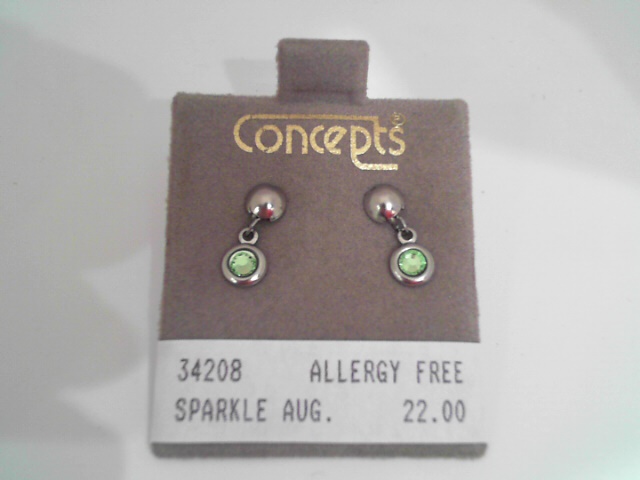 Concepts
34208 ALLERGY FREE
SPARKLE AUG. 22.00